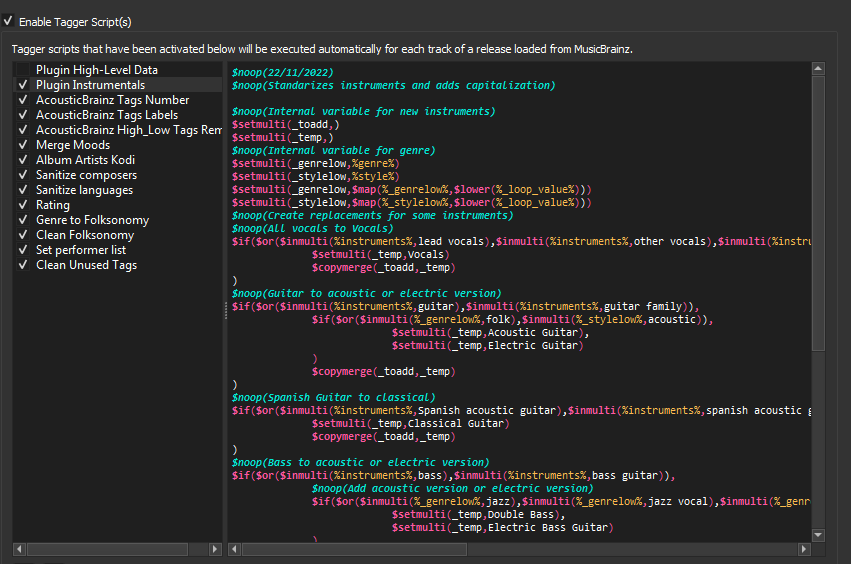 Enable Tagger Script(s)
Tagger scripts that have been activated below will be executed automatically for each track of a release loaded from MusicBrainz.
Plugin High-Level Data
Plugin Instrumentals
AcousticBrainz Tags Number
AcousticBrainz Tags Labels
AcousticBrainz High_Low Tags Rem
Merge Moods
Album Artists Kodi
Sanitize composers
Sanitize languages
Rating
Genre to Folksonomy
Clean Folksonomy
Set performer list
Clean Unused Tags
$noop(22/11/2022)
$noop(Standarizes instruments and adds capitalization)
$noop(Internal variable for new instruments)
$setmulti(_toadd,)
$setmulti(_temp,)
$noop(Internal variable for genre)
$setmulti(_genrelow,%genre%)
$setmulti(_stylelow,%style%)
$setmulti(_genrelow,$map(%_genrelow%,$lower(%_loop_value%)))
$setmulti(_stylelow,$map(%_stylelow%,$lower(%_loop_value%)))
$noop(Create replacements for some instruments)
$noop(All vocals to Vocals)
$if($or($inmulti(%instruments%,lead vocals),$inmulti(%instruments%,other vocals),$inmulti(%instru
$setmulti(_temp,Vocals)
$copymerge(_toadd,_temp)
)
$noop(Guitar to acoustic or electric version)
$if($or($inmulti(%instruments%,guitar),$inmulti(%instruments%,guitar family)),
$if($or($inmulti(%_genrelow%,folk),$inmulti(%_stylelow%,acoustic)),
$setmulti(_temp,Acoustic Guitar),
$setmulti(_temp,Electric Guitar)
)
$copymerge(_toadd,_temp)
)
$noop(Spanish Guitar to classical)
$if($or($inmulti(%instruments%,Spanish acoustic guitar),$inmulti(%instruments%,spanish acoustic g
$setmulti(_temp,Classical Guitar)
$copymerge(_toadd,_temp)
)
$noop(Bass to acoustic or electric version)
$if($or($inmulti(%instruments%,bass),$inmulti(%instruments%,bass guitar)),
$noop(Add acoustic version or electric version)
$if($or($inmulti(%_genrelow%,jazz),$inmulti(%_genrelow%,jazz vocal),$inmulti(%_genr
$setmulti(_temp,Double Bass),
$setmulti(_temp,Electric Bass Guitar)
)